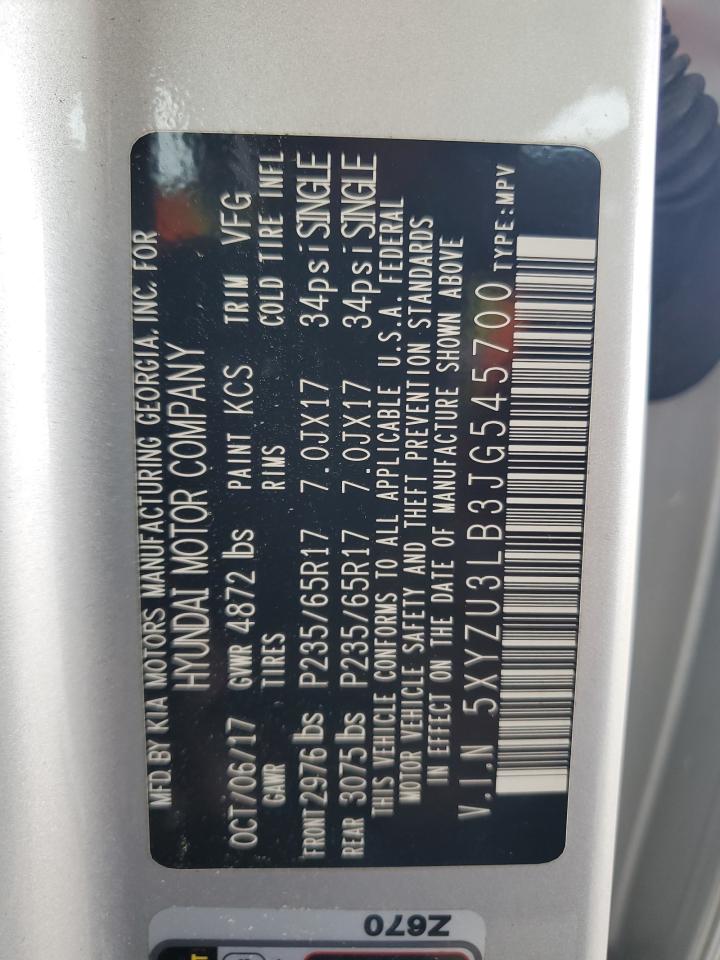 MFD. BY KIA MOTORS MANUFACTURING GEORGIA, INC. FOR
HYUNDAI MOTOR COMPANY
OCT/06/17 GVWR 4872 lbs PAINT KCS TRIM VFG
GAWR TIRES RIMS COLD TIRE INFL
FRONT 2976 lbs P235/65R17 7.0JX17 34psi SINGLE
REAR 3075 lbs P235/65R17 7.0JX17 34psi SINGLE
THIS VEHICLE CONFORMS TO ALL APPLICABLE U.S.A. FEDERAL
MOTOR VEHICLE SAFETY AND THEFT PREVENTION STANDARDS
IN EFFECT ON THE DATE OF MANUFACTURE SHOWN ABOVE
V.I.N 5XYZU3LB3JG545700 TYPE:MPV
Z670